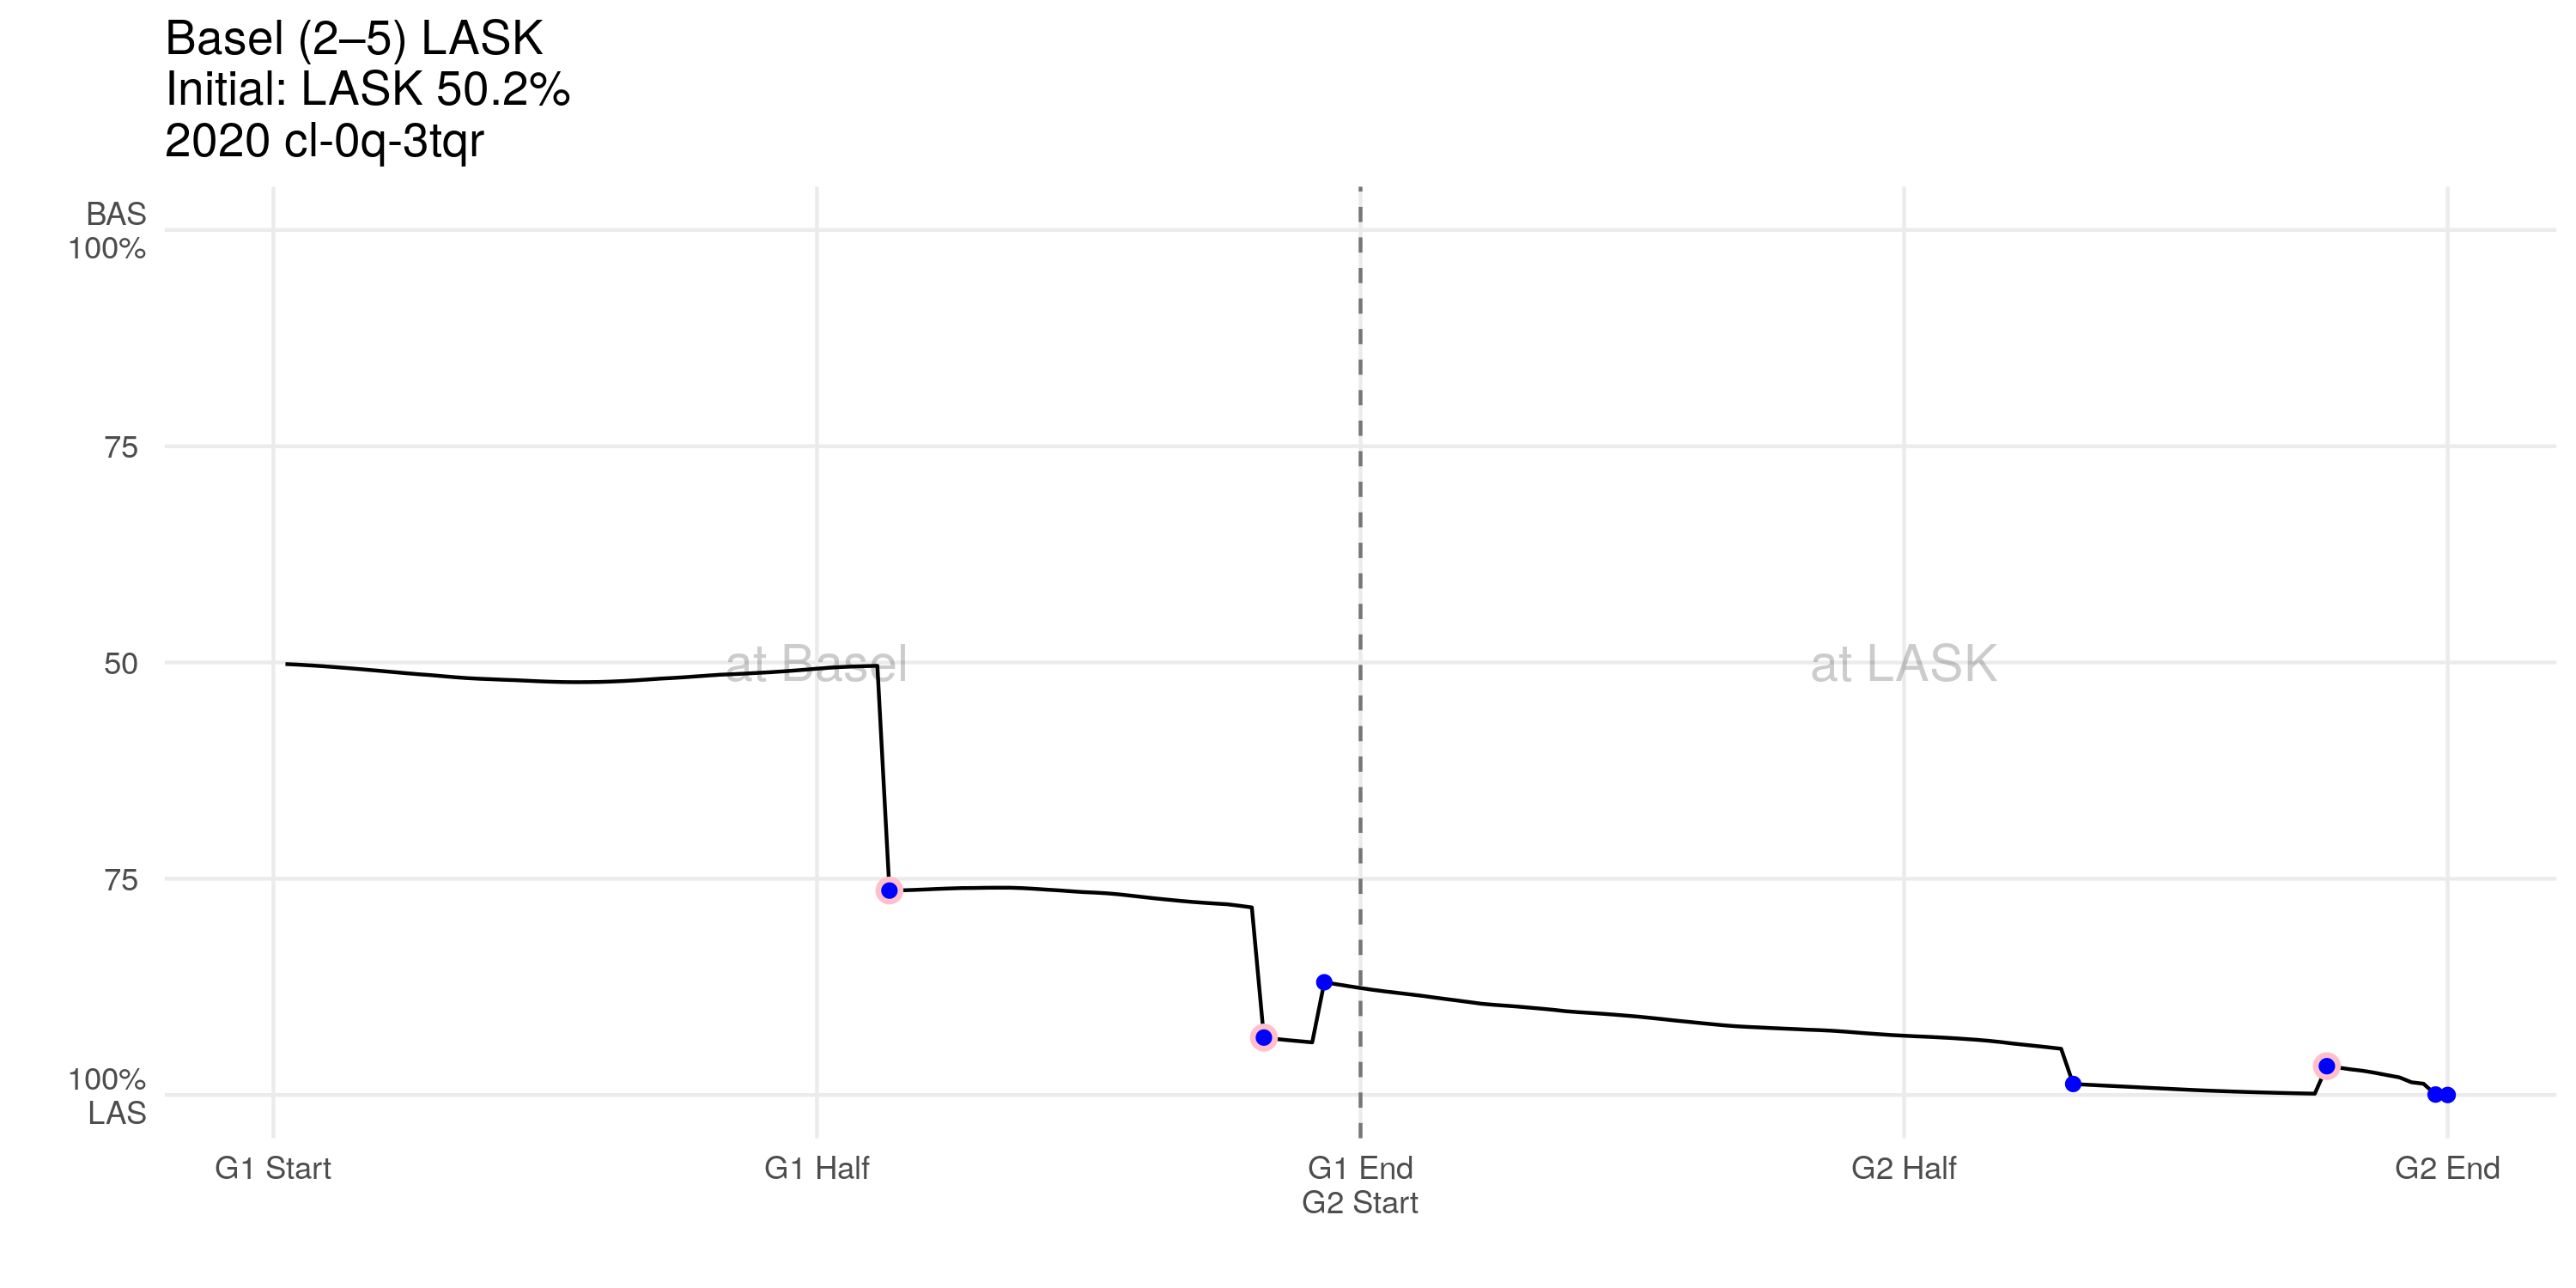 Basel (2–5) LASK
Initial: LASK 50.2%
2020 cl-0q-3tqr
BAS
100%
75
50
75
100%
LAS
at Basel
at LASK
G1 Start
G1 Half
G1 End
G2 Start
G2 Half
G2 End